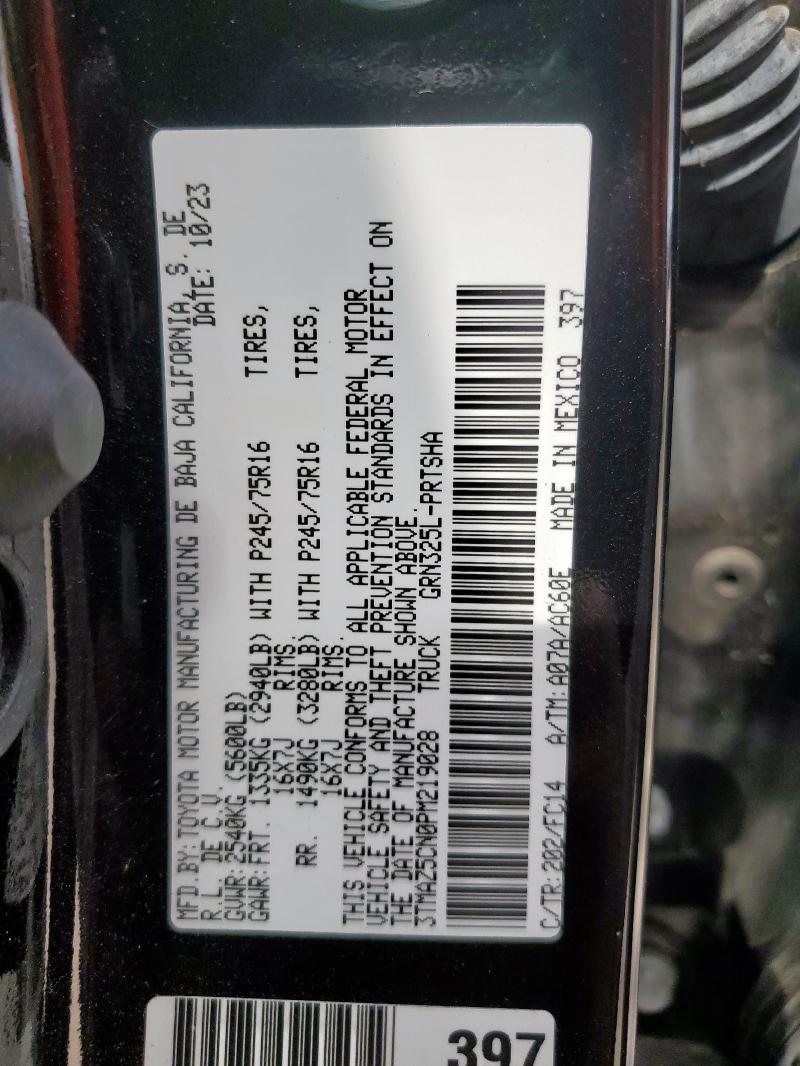 MFD.BY:TOYOTA MOTOR MANUFACTURING DE BAJA CALIFORNIA,S. DE
R.L. DE C.V. DATE: 10/23
GVWR:2540KG (5600LB)
GAWR:FRT. 1335KG (2940LB) WITH P245/75R16 TIRES,
16X7J RIMS.
RR. 1490KG (3280LB) WITH P245/75R16 TIRES,
16X7J RIMS.
THIS VEHICLE CONFORMS TO ALL APPLICABLE FEDERAL MOTOR
VEHICLE SAFETY AND THEFT PREVENTION STANDARDS IN EFFECT ON
THE DATE OF MANUFACTURE SHOWN ABOVE.
3TMAZ5CN0PM219028 TRUCK GRN325L-PRTSHA
C/TR:202/FC14 A/TM:A07A/AC60E MADE IN MEXICO 397
397